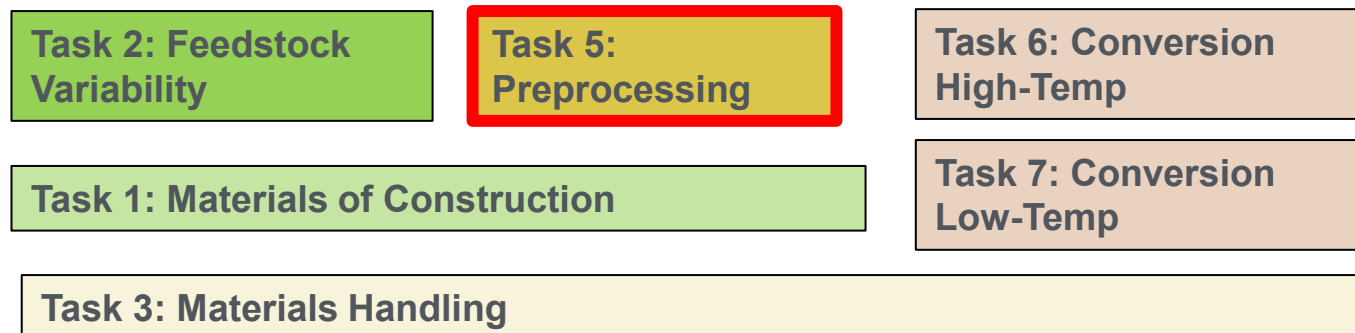 Task 2: Feedstock
Variability
Task 5:
Preprocessing
Task 6: Conversion
High-Temp
Task 1: Materials of Construction
Task 7: Conversion
Low-Temp
Task 3: Materials Handling